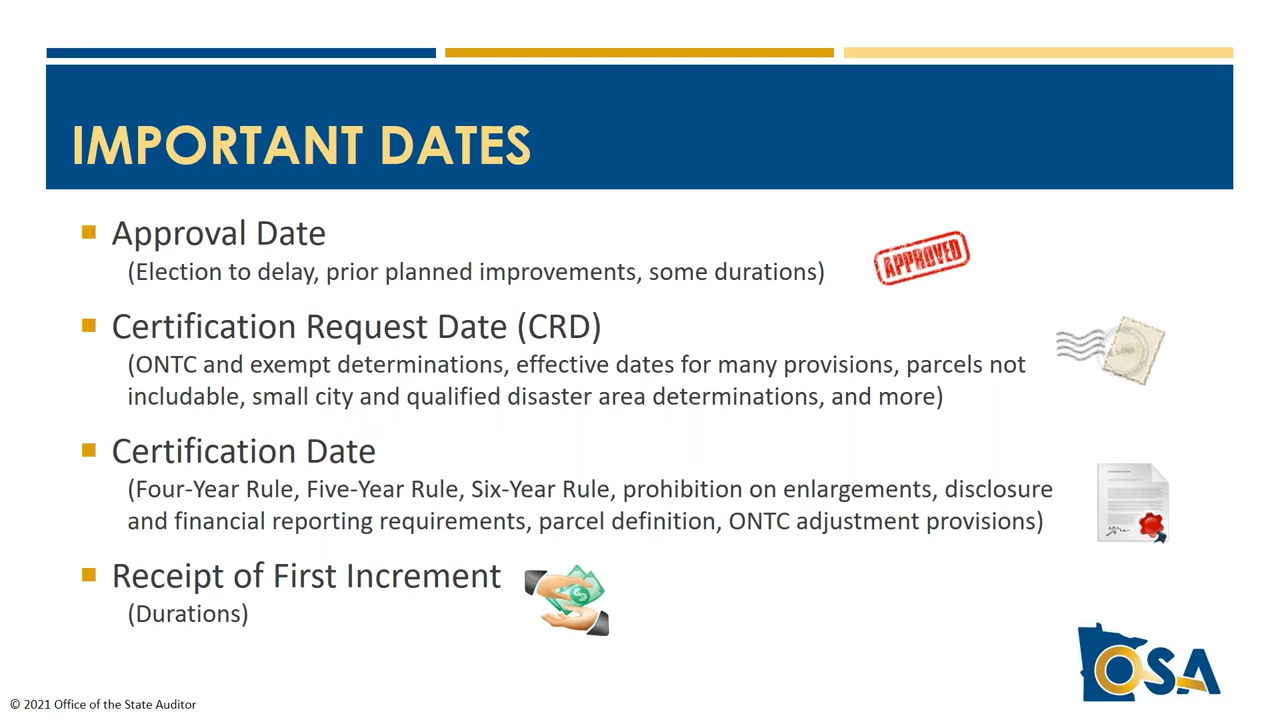 IMPORTANT DATES
Approval Date
(Election to delay, prior planned improvements, some durations)
APPROVED
Certification Request Date (CRD)
(ONTC and exempt determinations, effective dates for many provisions, parcels not
includable, small city and qualified disaster area determinations, and more)
Certification Date
(Four-Year Rule, Five-Year Rule, Six-Year Rule, prohibition on enlargements, disclosure
and financial reporting requirements, parcel definition, ONTC adjustment provisions)
Receipt of First Increment
(Durations)
OSA
© 2021 Office of the State Auditor